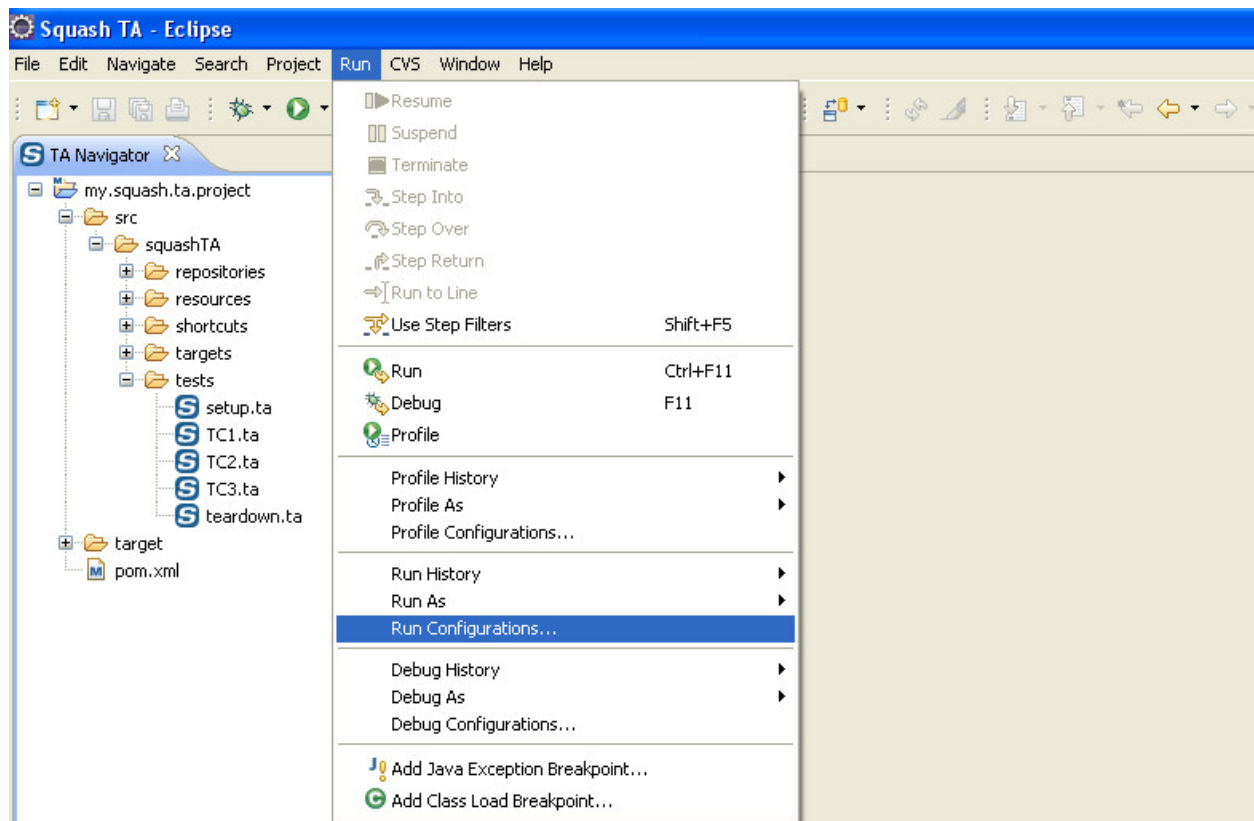 Squash TA - Eclipse
File Edit Navigate Search Project Run CVS Window Help
TA Navigator
my.squash.ta.project
src
squashTA
repositories
resources
shortcuts
targets
tests
setup.ta
TC1.ta
TC2.ta
TC3.ta
teardown.ta
target
pom.xml
Resume
Suspend
Terminate
Step Into
Step Over
Step Return
Run to Line
Use Step Filters Shift+F5
Run Ctrl+F11
Debug F11
Profile
Profile History
Profile As
Profile Configurations...
Run History
Run As
Run Configurations...
Debug History
Debug As
Debug Configurations...
Add Java Exception Breakpoint...
Add Class Load Breakpoint...